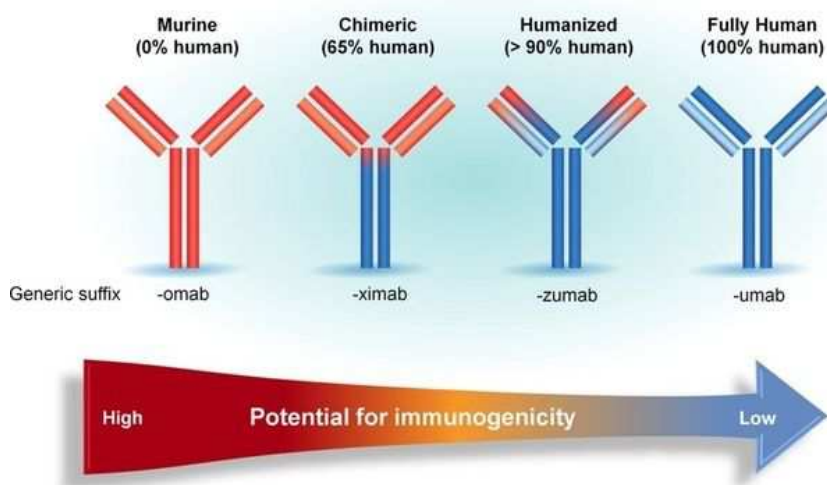 Murine
(0% human)
Chimeric
(65% human)
Humanized
(> 90% human)
Fully Human
(100% human)
Generic suffix
-omab
-ximab
-zumab
-umab
High
Potential for immunogenicity
Low